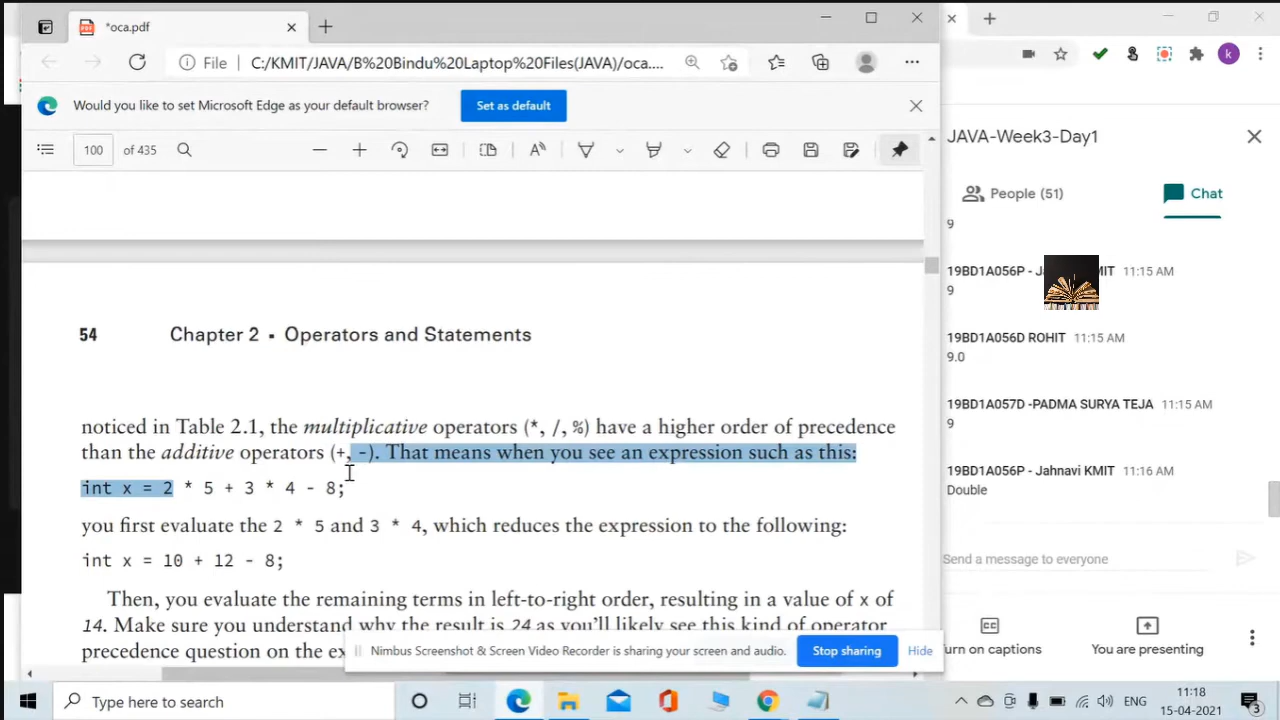 *oca.pdf
File
C:/KMIT/JAVA/B%20Bindu%20Laptop%20Files(JAVA)/oca....
Would you like to set Microsoft Edge as your default browser?
Set as default
100 of 435
54 Chapter 2 ▪ Operators and Statements
noticed in Table 2.1, the multiplicative operators (*, /, %) have a higher order of precedence
than the additive operators (+, -). That means when you see an expression such as this:
int x = 2 * 5 + 3 * 4 - 8;
you first evaluate the 2 * 5 and 3 * 4, which reduces the expression to the following:
int x = 10 + 12 - 8;
Then, you evaluate the remaining terms in left-to-right order, resulting in a value of x of
14. Make sure you understand why the result is 24 as you'll likely see this kind of operator
precedence question on the
Nimbus Screenshot & Screen Video Recorder is sharing your screen and audio.
Stop sharing
Hide
k
JAVA-Week3-Day1
People (51)
Chat
9
19BD1A056P - 11:15 AM
9
19BD1A056D ROHIT 11:15 AM
9.0
19BD1A057D -PADMA SURYA TEJA 11:15 AM
9
19BD1A056P - Jahnavi KMIT 11:16 AM
Double
Send a message to everyone
CC
urn on captions
You are presenting
Type here to search
ENG
11:18
15-04-2021
3